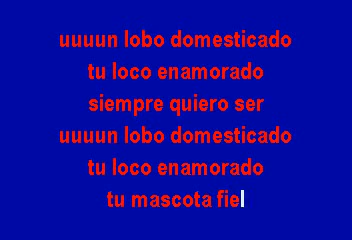 uuuun lobo domesticado
tu loco enamorado
siempre quiero ser
uuuun lobo domesticado
tu loco enamorado
tu mascota fiel